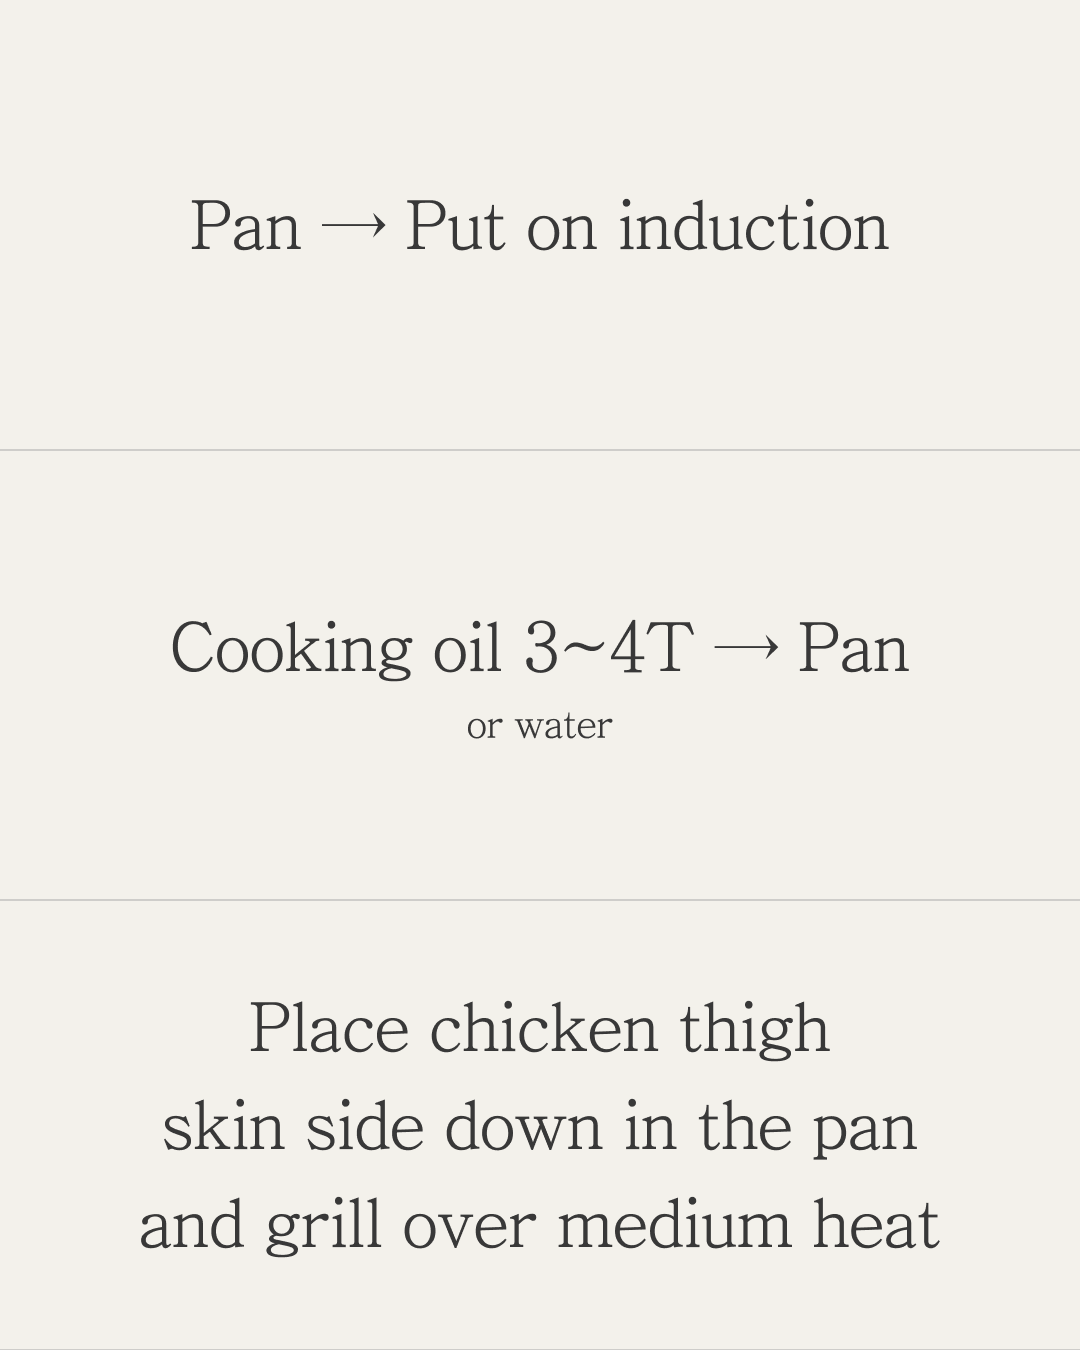 Pan → Put on induction
Cooking oil 3~4T → Pan
or water
Place chicken thigh
skin side down in the pan
and grill over medium heat